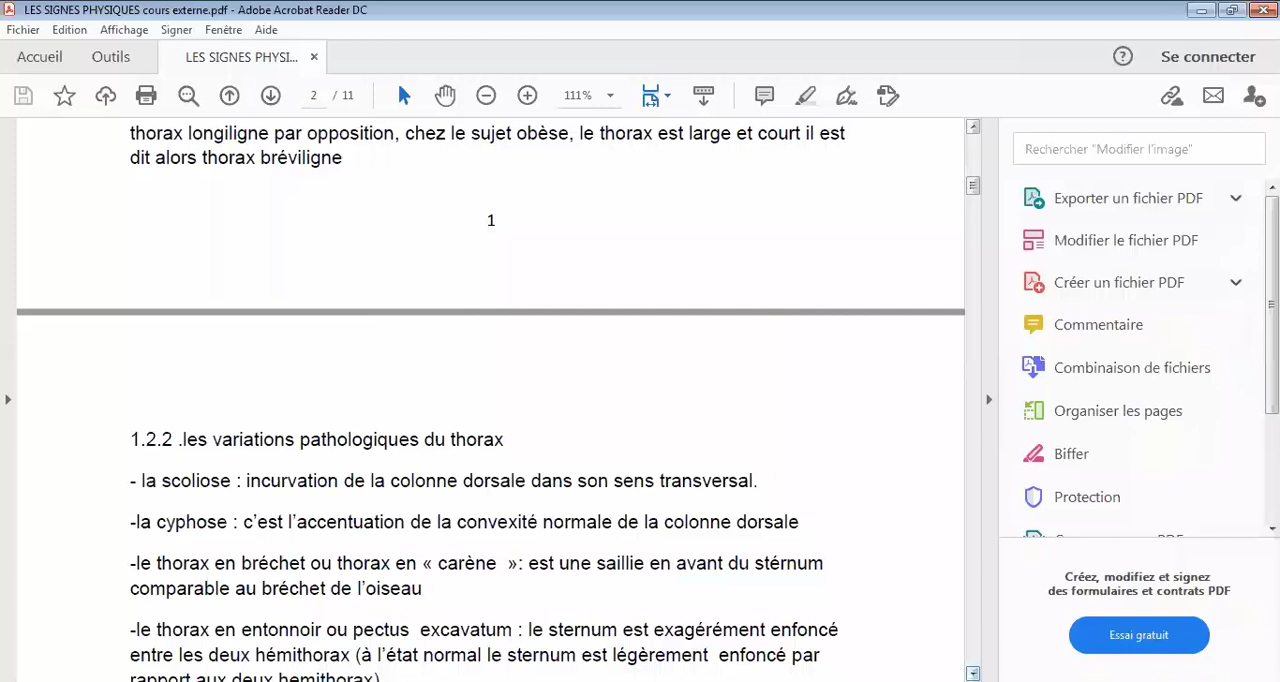 LES SIGNES PHYSIQUES cours externe.pdf - Adobe Acrobat Reader DC
Fichier Edition Affichage Signer Fenêtre Aide
Accueil Outils LES SIGNES PHYSI... × ? Se connecter
2 / 11 111%
thorax longiligne par opposition, chez le sujet obèse, le thorax est large et court il est
dit alors thorax bréviligne
1
1.2.2 .les variations pathologiques du thorax
- la scoliose : incurvation de la colonne dorsale dans son sens transversal.
-la cyphose : c’est l’accentuation de la convexité normale de la colonne dorsale
-le thorax en bréchet ou thorax en « carène »: est une saillie en avant du stérnum
comparable au bréchet de l’oiseau
-le thorax en entonnoir ou pectus excavatum : le sternum est exagérément enfoncé
entre les deux hémithorax (à l’état normal le sternum est légèrement enfoncé par
rapport aux deux hemithorax)
Rechercher "Modifier l'image"
Exporter un fichier PDF
Modifier le fichier PDF
Créer un fichier PDF
Commentaire
Combinaison de fichiers
Organiser les pages
Biffer
Protection
Créez, modifiez et signez
des formulaires et contrats PDF
Essai gratuit